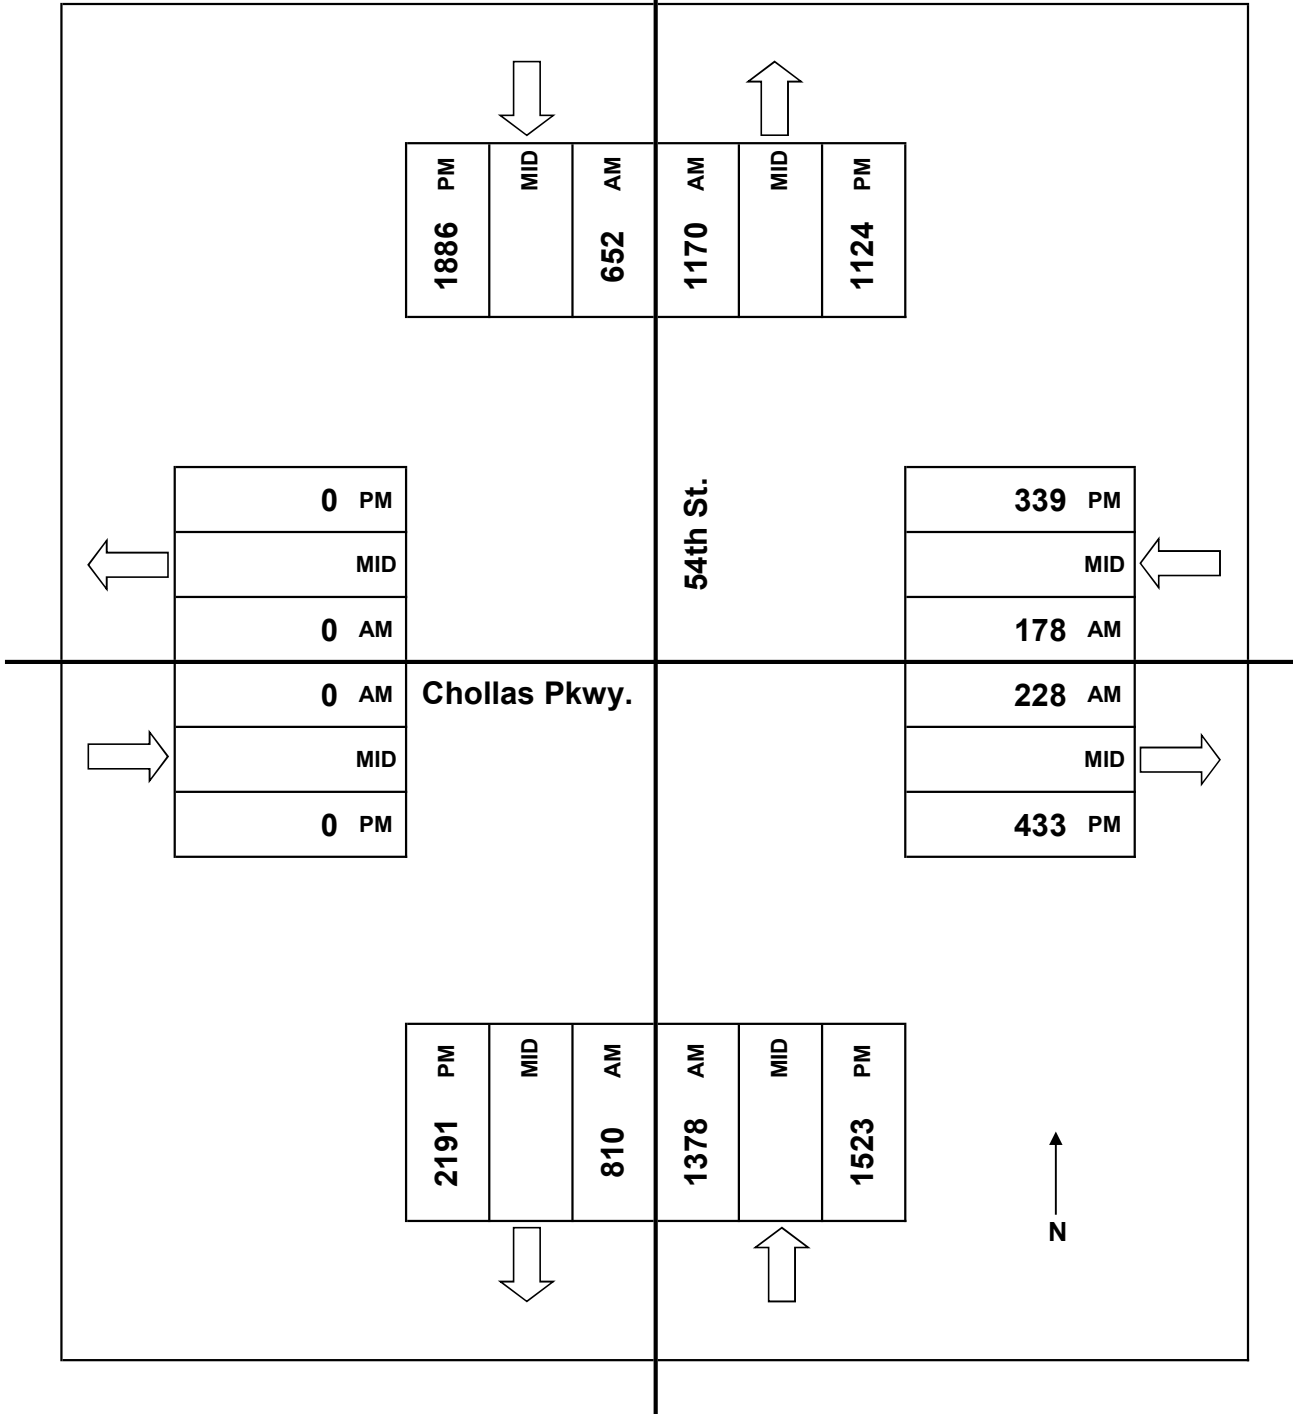 PM MID AM AM MID PM
1886 652 1170 1124
54th St.
0 PM
MID
0 AM
0 AM
MID
0 PM
Chollas Pkwy.
339 PM
MID
178 AM
228 AM
MID
433 PM
PM MID AM AM MID PM
2191 810 1378 1523
N